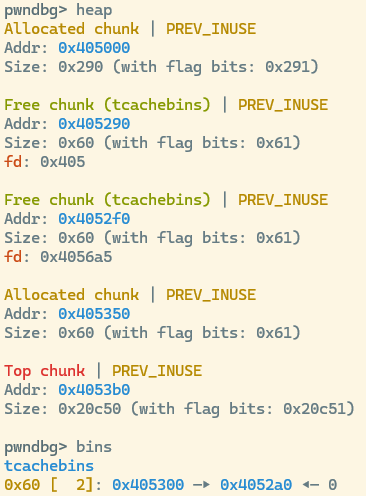 pwndbg> heap
Allocated chunk | PREV_INUSE
Addr: 0x405000
Size: 0x290 (with flag bits: 0x291)
Free chunk (tcachebins) | PREV_INUSE
Addr: 0x405290
Size: 0x60 (with flag bits: 0x61)
fd: 0x405
Free chunk (tcachebins) | PREV_INUSE
Addr: 0x4052f0
Size: 0x60 (with flag bits: 0x61)
fd: 0x4056a5
Allocated chunk | PREV_INUSE
Addr: 0x405350
Size: 0x60 (with flag bits: 0x61)
Top chunk | PREV_INUSE
Addr: 0x4053b0
Size: 0x20c50 (with flag bits: 0x20c51)
pwndbg> bins
tcachebins
0x60 [  2]: 0x405300 —▸ 0x4052a0 ◂— 0